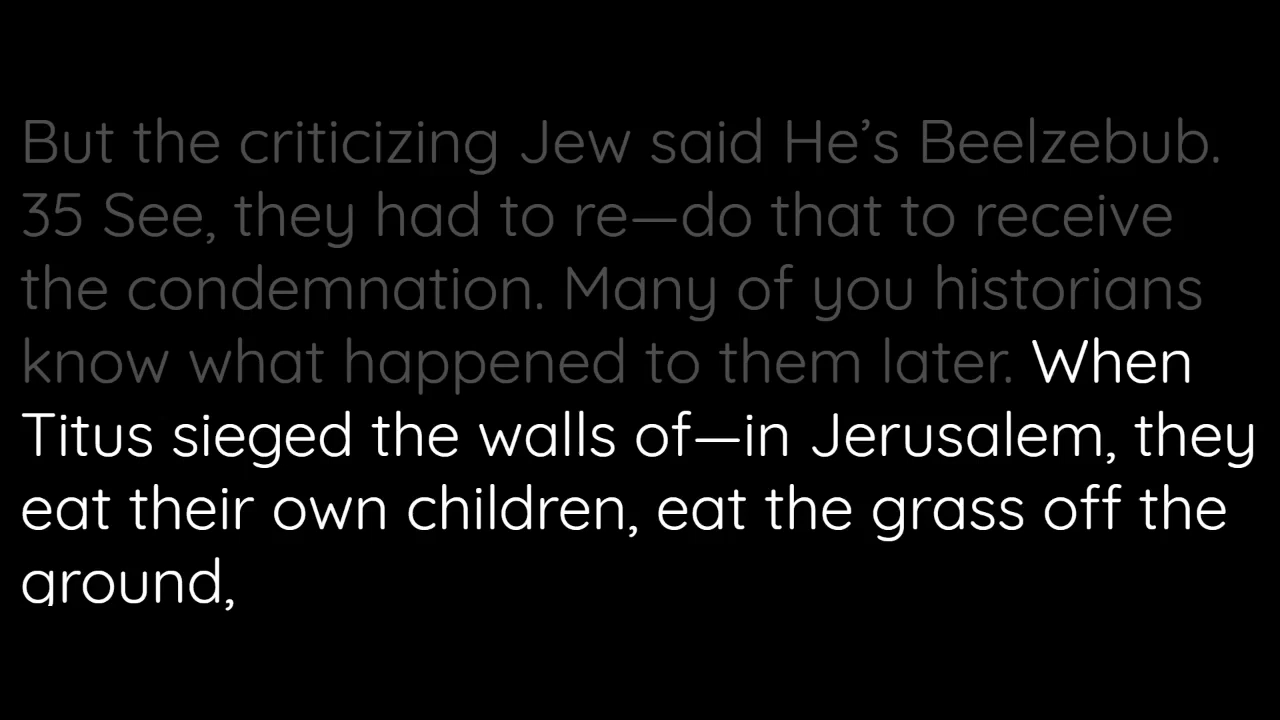 But the criticizing Jew said He’s Beelzebub.
35 See, they had to re—do that to receive
the condemnation. Many of you historians
know what happened to them later. When
Titus sieged the walls of—in Jerusalem, they
eat their own children, eat the grass off the
ground,